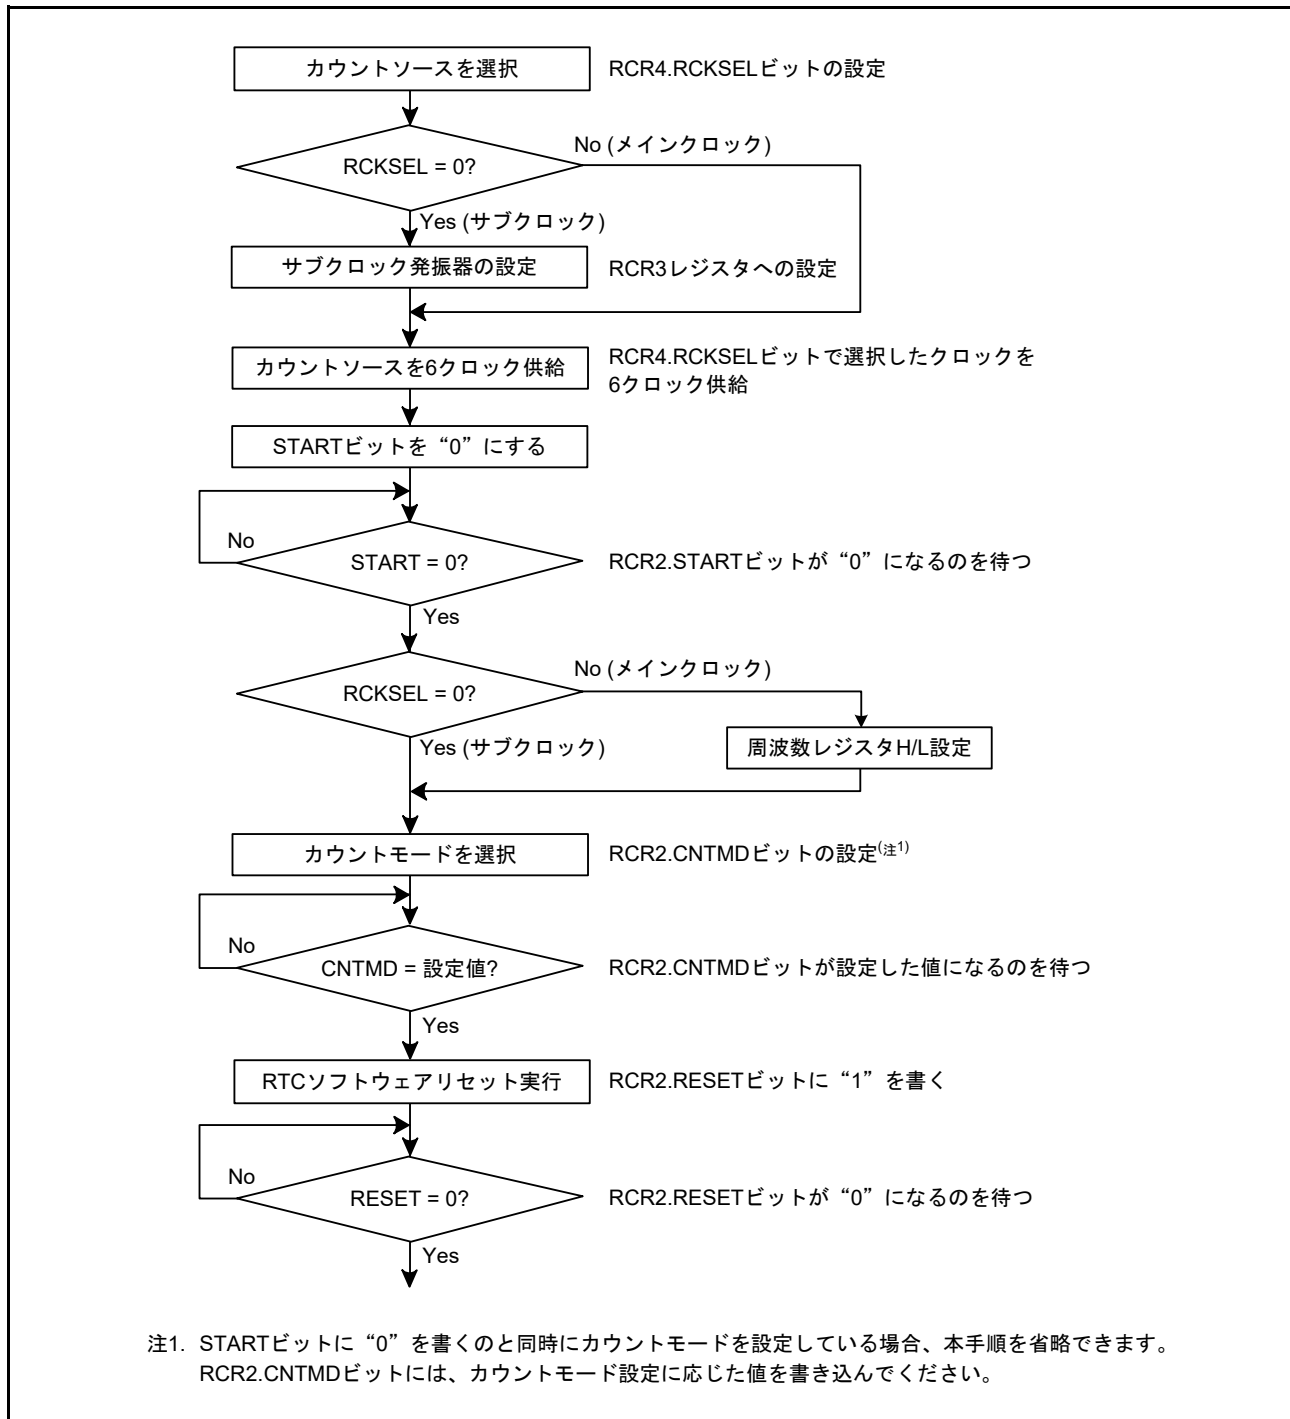 カウントソースを選択
RCR4.RCKSELビットの設定
RCKSEL = 0?
No (メインクロック)
Yes (サブクロック)
サブクロック発振器の設定
RCR3レジスタへの設定
カウントソースを6クロック供給
RCR4.RCKSELビットで選択したクロックを
6クロック供給
STARTビットを“0”にする
No
START = 0?
RCR2.STARTビットが“0”になるのを待つ
Yes
RCKSEL = 0?
No (メインクロック)
Yes (サブクロック)
周波数レジスタH/L設定
カウントモードを選択
RCR2.CNTMDビットの設定(注1)
No
CNTMD = 設定値?
RCR2.CNTMDビットが設定した値になるのを待つ
Yes
RTCソフトウェアリセット実行
RCR2.RESETビットに“1”を書く
No
RESET = 0?
RCR2.RESETビットが“0”になるのを待つ
Yes
注1. STARTビットに“0”を書くのと同時にカウントモードを設定している場合、本手順を省略できます。
RCR2.CNTMDビットには、カウントモード設定に応じた値を書き込んでください。